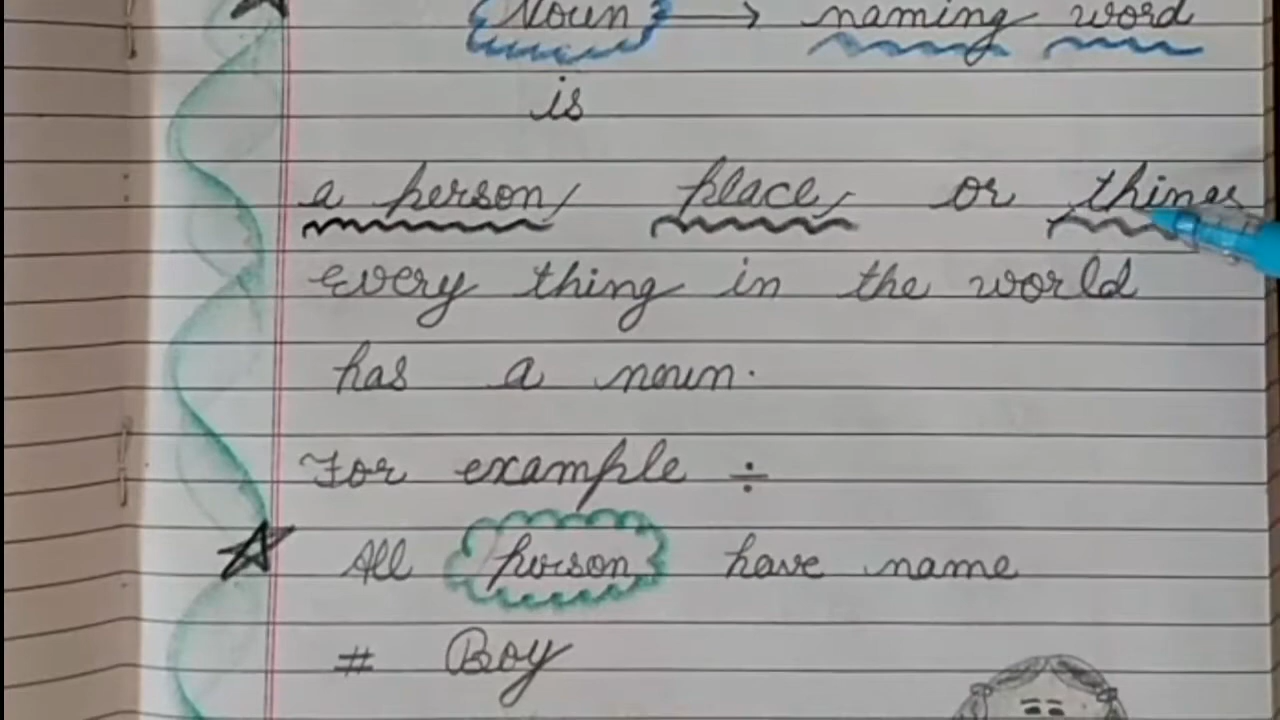 Noun → naming word
is
a person, place, or things
every thing in the world
has a noun.
For example ÷
All person have name
# Boy